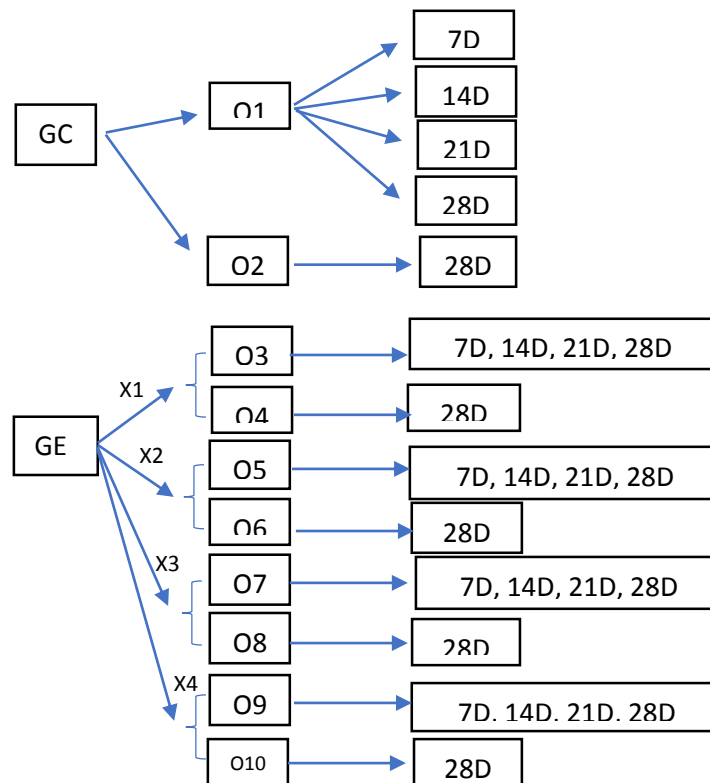 7D
O1
14D
GC
21D
28D
O2
28D
O3
7D, 14D, 21D, 28D
X1
O4
28D
GE
X2
O5
7D, 14D, 21D, 28D
O6
28D
X3
O7
7D, 14D, 21D, 28D
O8
28D
X4
O9
7D, 14D, 21D, 28D
O10
28D